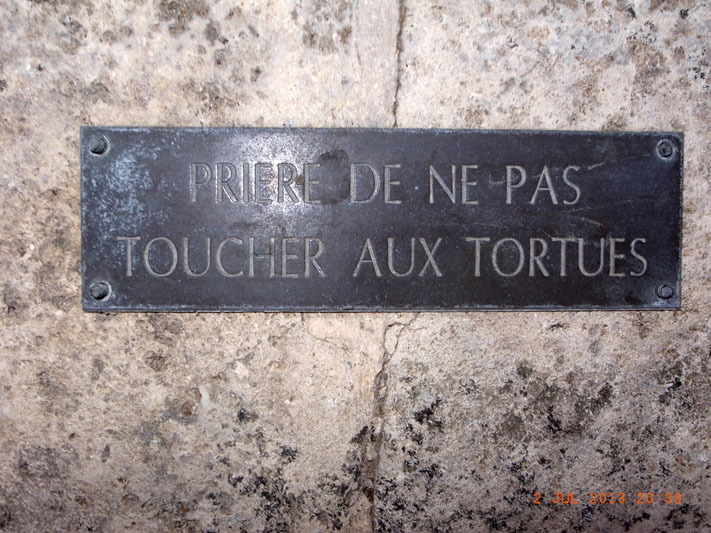 PRIERE DE NE PAS
TOUCHER AUX TORTUES
2 JUL 2013 20:38